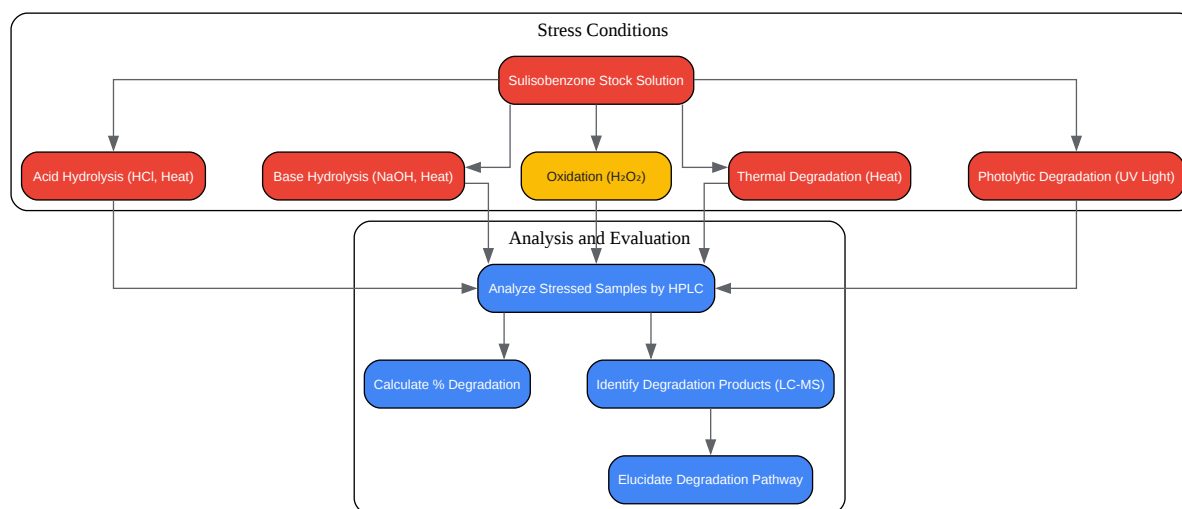 Stress Conditions
Sulisobenzone Stock Solution
Acid Hydrolysis (HCl, Heat)
Base Hydrolysis (NaOH, Heat)
Oxidation (H₂O₂)
Thermal Degradation (Heat)
Photolytic Degradation (UV Light)
Analysis and Evaluation
Analyze Stressed Samples by HPLC
Calculate % Degradation
Identify Degradation Products (LC-MS)
Elucidate Degradation Pathway